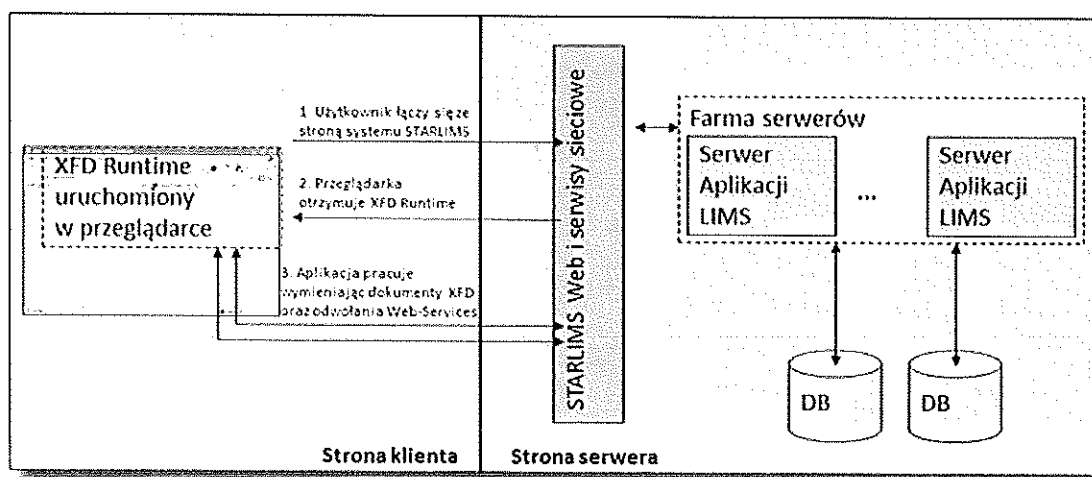 1. Użytkownik łączy się ze
stroną systemu STARLIMS
XFD Runtime
uruchomiony
w przeglądarce
2. Przeglądarka
otrzymuje XFD Runtime
3. Aplikacja pracuje
wymieniając dokumenty XFD
oraz odwołania Web-Services
STARLIMS Web i serwisy sieciowe
Farma serwerów
Serwer
Aplikacji
LIMS
...
Serwer
Aplikacji
LIMS
DB
DB
Strona klienta
Strona serwera